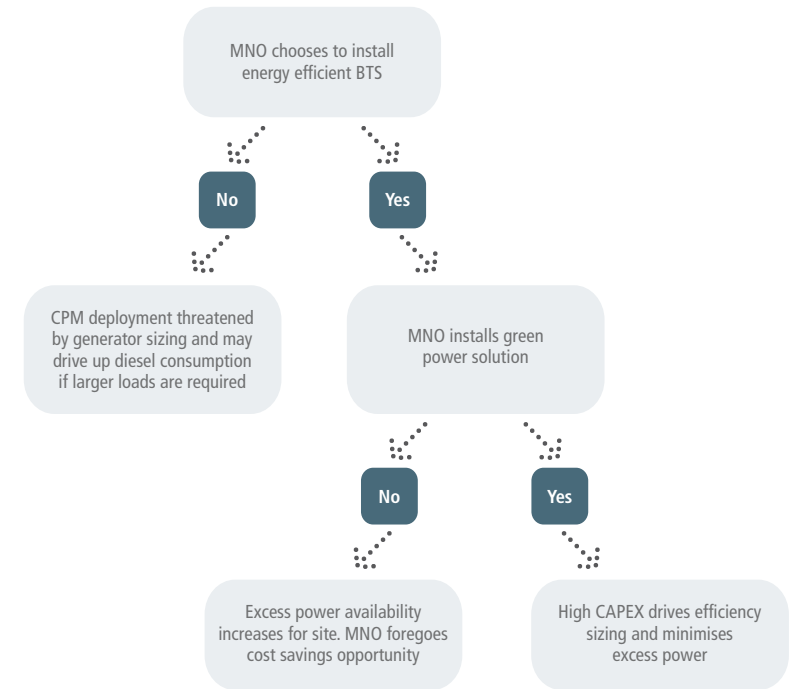 MNO chooses to install
energy efficient BTS
No
Yes
CPM deployment threatened
by generator sizing and may
drive up diesel consumption
if larger loads are required
MNO installs green
power solution
No
Yes
Excess power availability
increases for site. MNO foregoes
cost savings opportunity
High CAPEX drives efficiency
sizing and minimises
excess power